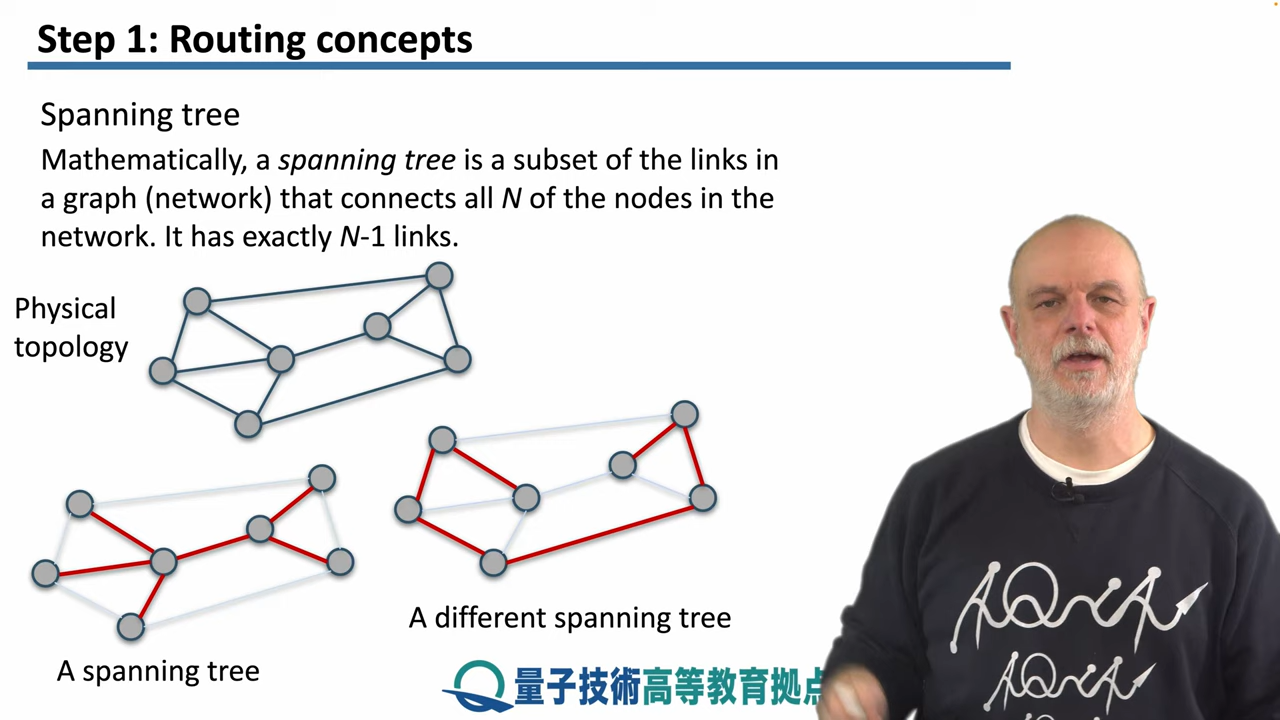 Step 1: Routing concepts
Spanning tree
Mathematically, a spanning tree is a subset of the links in
a graph (network) that connects all N of the nodes in the
network. It has exactly N-1 links.
Physical
topology
A different spanning tree
A spanning tree
量子技術高等教育拠点
AQUA
AQUA